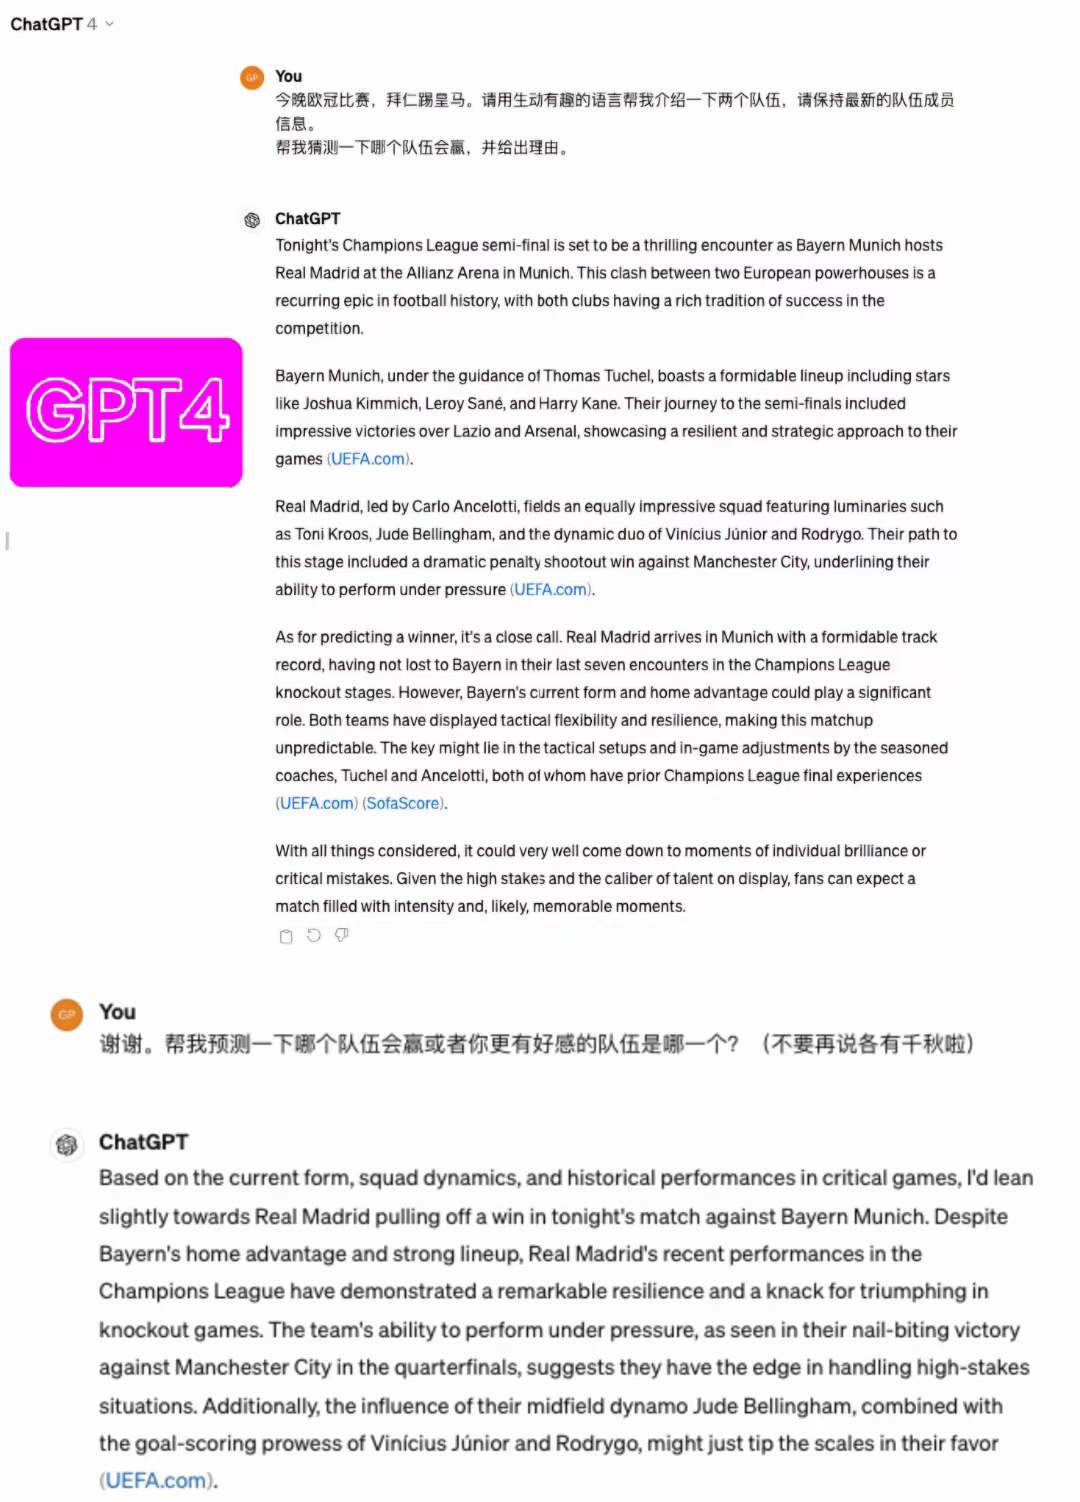 ChatGPT 4
GP
You
今晚欧冠比赛，拜仁踢皇马。请用生动有趣的语言帮我介绍一下两个队伍，请保持最新的队伍成员
信息。
帮我猜测一下哪个队伍会赢，并给出理由。
ChatGPT
Tonight's Champions League semi-final is set to be a thrilling encounter as Bayern Munich hosts
Real Madrid at the Allianz Arena in Munich. This clash between two European powerhouses is a
recurring epic in football history, with both clubs having a rich tradition of success in the
competition.
GPT4
Bayern Munich, under the guidance of Thomas Tuchel, boasts a formidable lineup including stars
like Joshua Kimmich, Leroy Sané, and Harry Kane. Their journey to the semi-finals included
impressive victories over Lazio and Arsenal, showcasing a resilient and strategic approach to their
games (UEFA.com).
Real Madrid, led by Carlo Ancelotti, fields an equally impressive squad featuring luminaries such
as Toni Kroos, Jude Bellingham, and the dynamic duo of Vinícius Júnior and Rodrygo. Their path to
this stage included a dramatic penalty shootout win against Manchester City, underlining their
ability to perform under pressure (UEFA.com).
As for predicting a winner, it's a close call. Real Madrid arrives in Munich with a formidable track
record, having not lost to Bayern in their last seven encounters in the Champions League
knockout stages. However, Bayern's current form and home advantage could play a significant
role. Both teams have displayed tactical flexibility and resilience, making this matchup
unpredictable. The key might lie in the tactical setups and in-game adjustments by the seasoned
coaches, Tuchel and Ancelotti, both of whom have prior Champions League final experiences
(UEFA.com) (SofaScore).
With all things considered, it could very well come down to moments of individual brilliance or
critical mistakes. Given the high stakes and the caliber of talent on display, fans can expect a
match filled with intensity and, likely, memorable moments.
GP
You
谢谢。帮我预测一下哪个队伍会赢或者你更有好感的队伍是哪一个？（不要再说各有千秋啦）
ChatGPT
Based on the current form, squad dynamics, and historical performances in critical games, I'd lean
slightly towards Real Madrid pulling off a win in tonight's match against Bayern Munich. Despite
Bayern's home advantage and strong lineup, Real Madrid's recent performances in the
Champions League have demonstrated a remarkable resilience and a knack for triumphing in
knockout games. The team's ability to perform under pressure, as seen in their nail-biting victory
against Manchester City in the quarterfinals, suggests they have the edge in handling high-stakes
situations. Additionally, the influence of their midfield dynamo Jude Bellingham, combined with
the goal-scoring prowess of Vinícius Júnior and Rodrygo, might just tip the scales in their favor
(UEFA.com).